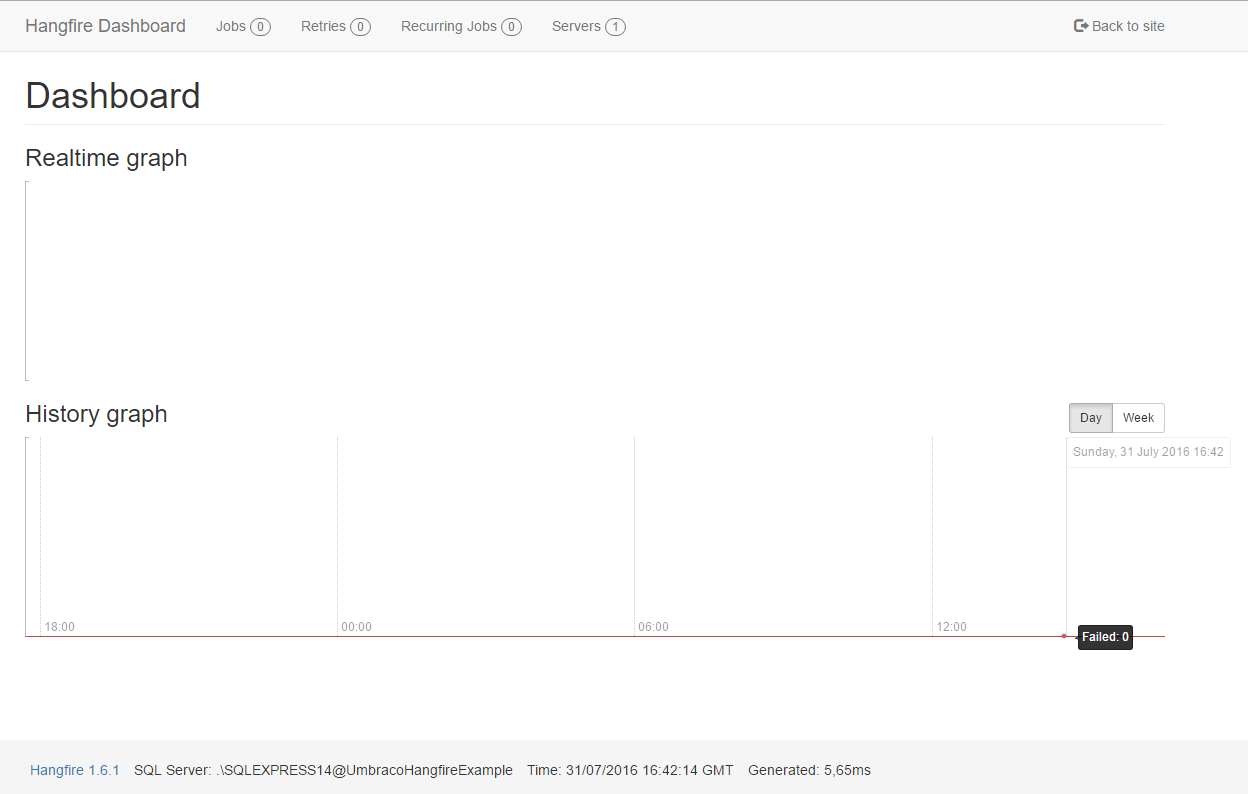 Hangfire Dashboard Jobs 0 Retries 0 Recurring Jobs 0 Servers 1 Back to site
Dashboard
Realtime graph
History graph Day Week
Sunday, 31 July 2016 16:42
18:00 00:00 06:00 12:00
Failed: 0
Hangfire 1.6.1 SQL Server: .\SQLEXPRESS14@UmbracoHangfireExample Time: 31/07/2016 16:42:14 GMT Generated: 5,65ms